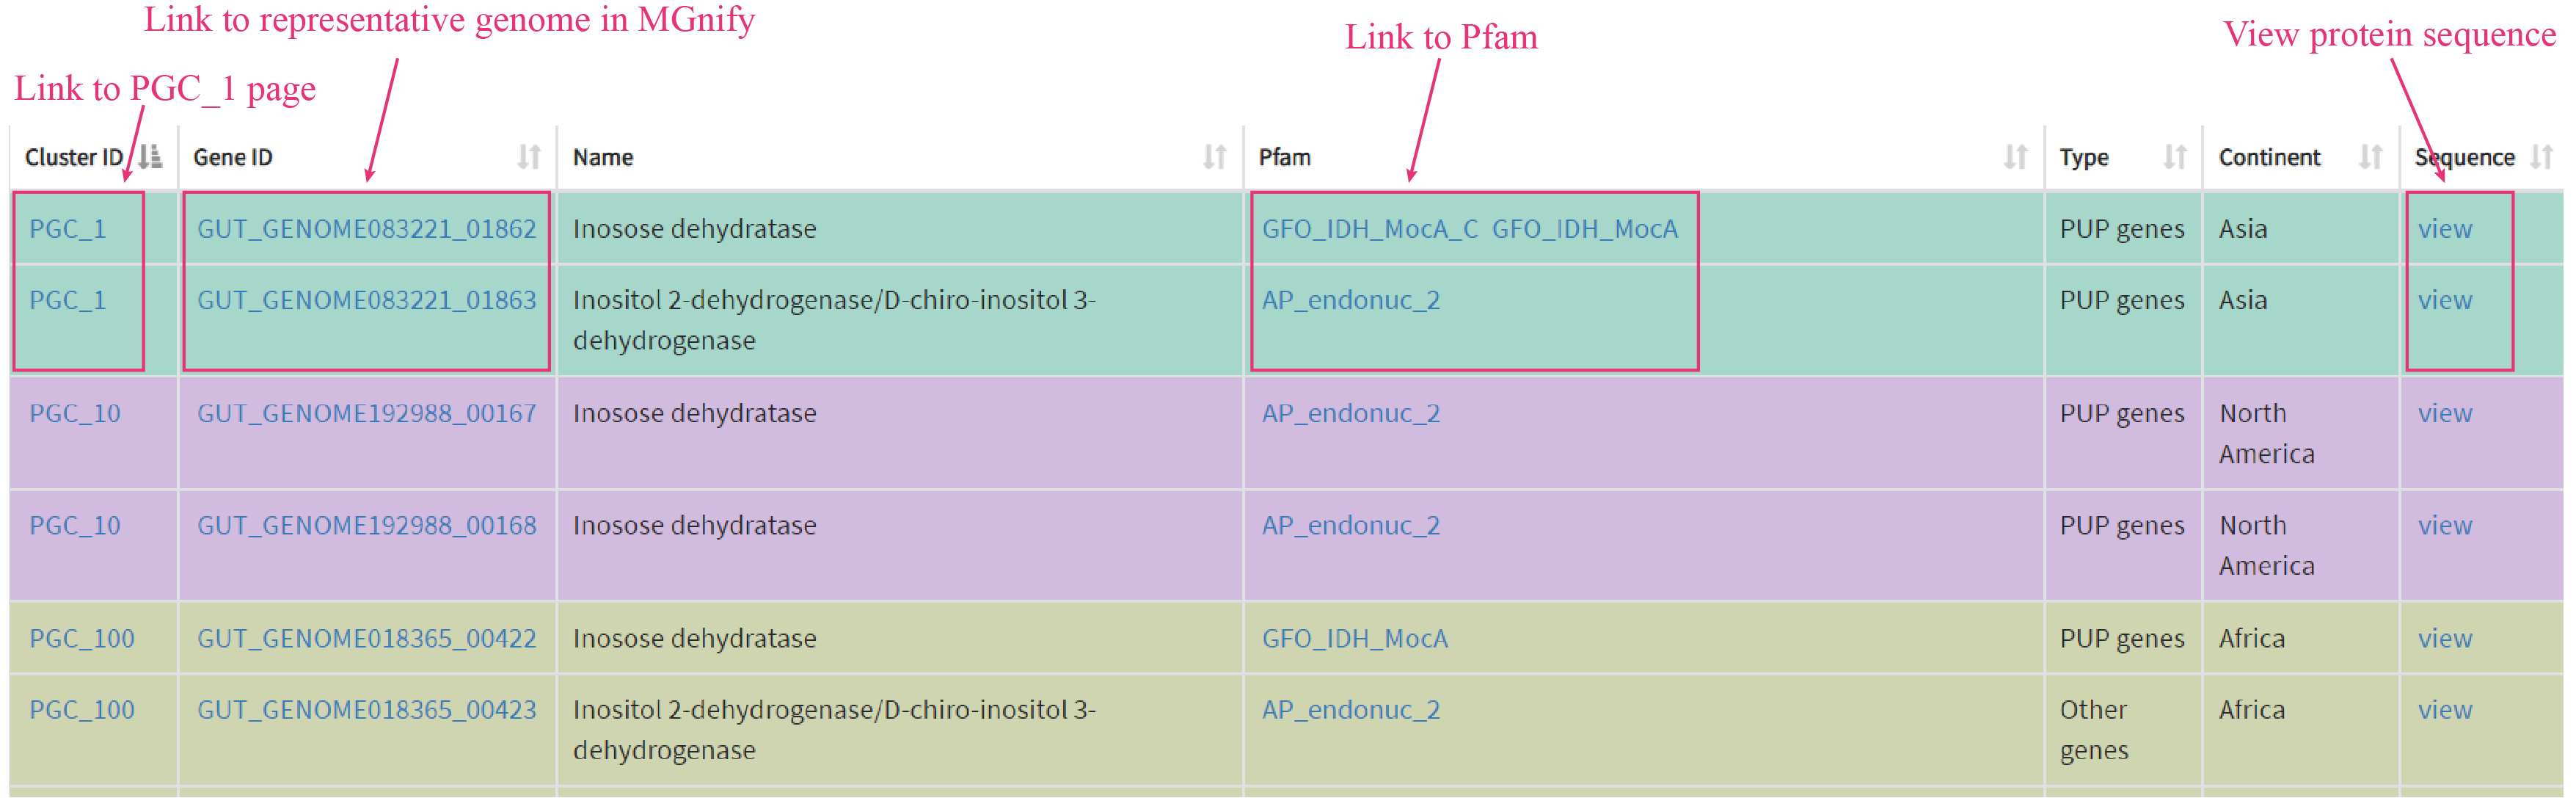 Link to representative genome in MGnify
Link to Pfam
View protein sequence
Link to PGC_1 page
Cluster ID Gene ID Name Pfam Type Continent Sequence
PGC_1 GUT_GENOME083221_01862 Inosose dehydratase GFO_IDH_MocA_C GFO_IDH_MocA PUP genes Asia view
PGC_1 GUT_GENOME083221_01863 Inositol 2-dehydrogenase/D-chiro-inositol 3- AP_endonuc_2 PUP genes Asia view
dehydrogenase
PGC_10 GUT_GENOME192988_00167 Inosose dehydratase AP_endonuc_2 PUP genes North view
America
PGC_10 GUT_GENOME192988_00168 Inosose dehydratase AP_endonuc_2 PUP genes North view
America
PGC_100 GUT_GENOME018365_00422 Inosose dehydratase GFO_IDH_MocA PUP genes Africa view
PGC_100 GUT_GENOME018365_00423 Inositol 2-dehydrogenase/D-chiro-inositol 3- AP_endonuc_2 Other Africa view
dehydrogenase genes